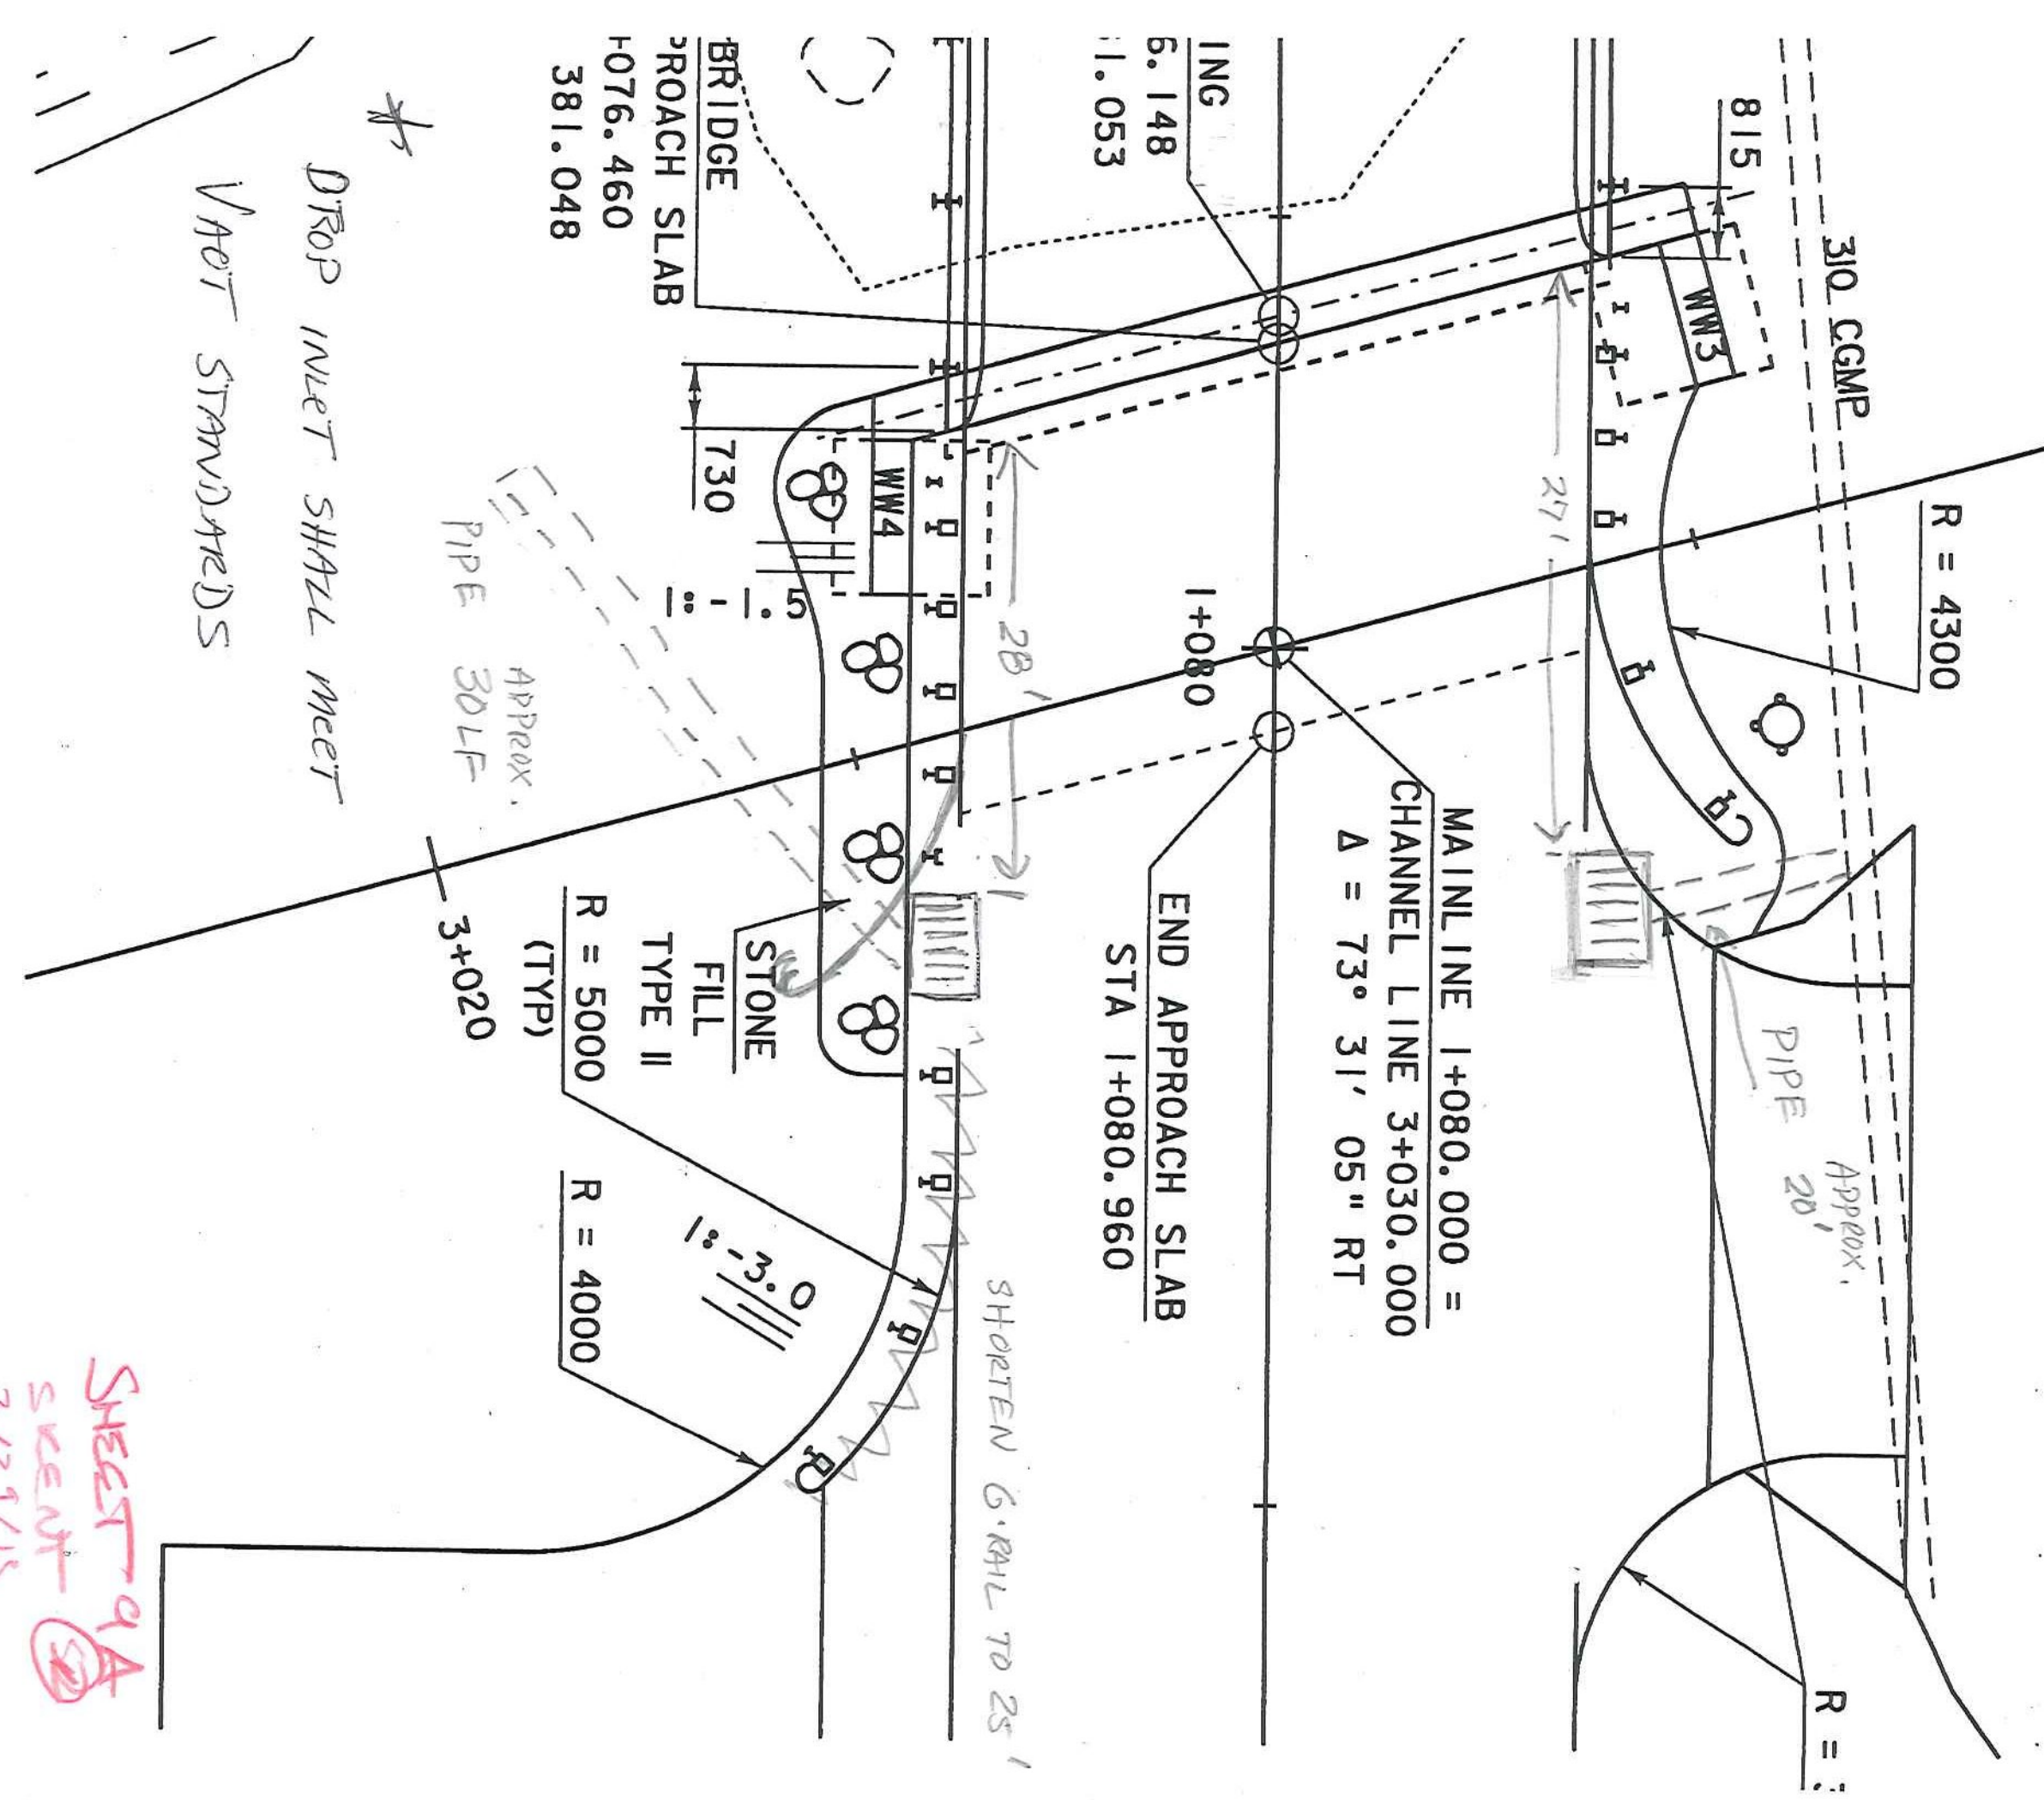 815
310 CGMP
WW3
R = 4300
ING
6.148
1.053
BRIDGE
PROACH SLAB
+076.460
381.048
730
WW4
1:-1.5
28'
27'
1+080
MAINLINE 1+080.000 =
CHANNEL LINE 3+030.000
Δ = 73° 31' 05" RT
END APPROACH SLAB
STA 1+080.960
PIPE
APPROX.
20'
R =
APPROX.
PIPE 30LF
STONE
FILL
TYPE II
R = 5000
(TYP)
3+020
R = 4000
1:-3.0
SHORTEN G.RAIL TO 25'
* DROP INLET SHALL MEET
VAOT STANDARDS
SHEET 9A